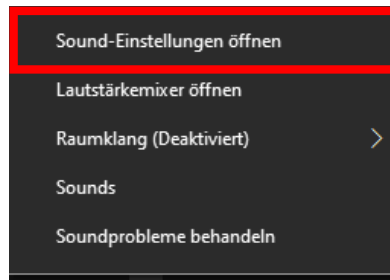 Sound-Einstellungen öffnen
Lautstärkemixer öffnen
Raumklang (Deaktiviert)
Sounds
Soundprobleme behandeln